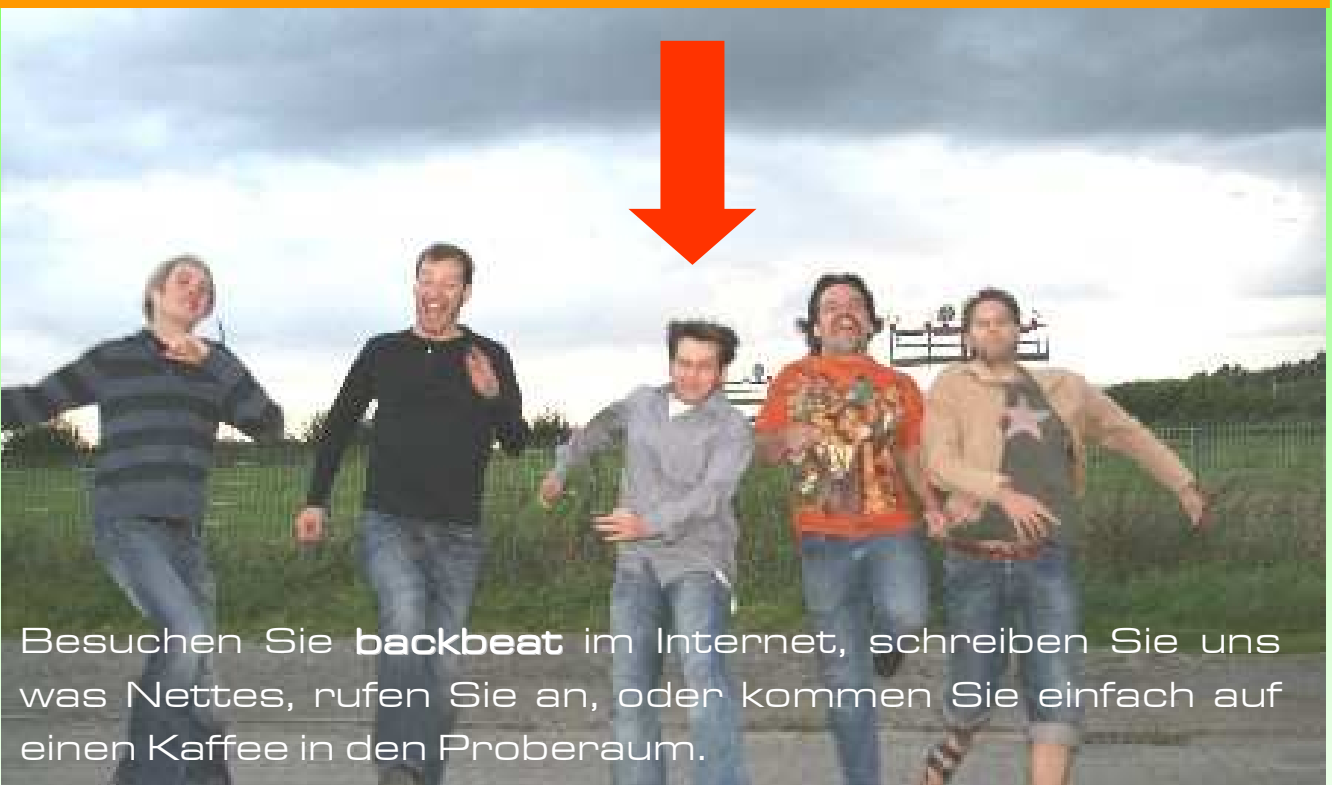 Besuchen Sie backbeat im Internet, schreiben Sie uns
was Nettes, rufen Sie an, oder kommen Sie einfach auf
einen Kaffee in den Proberaum.